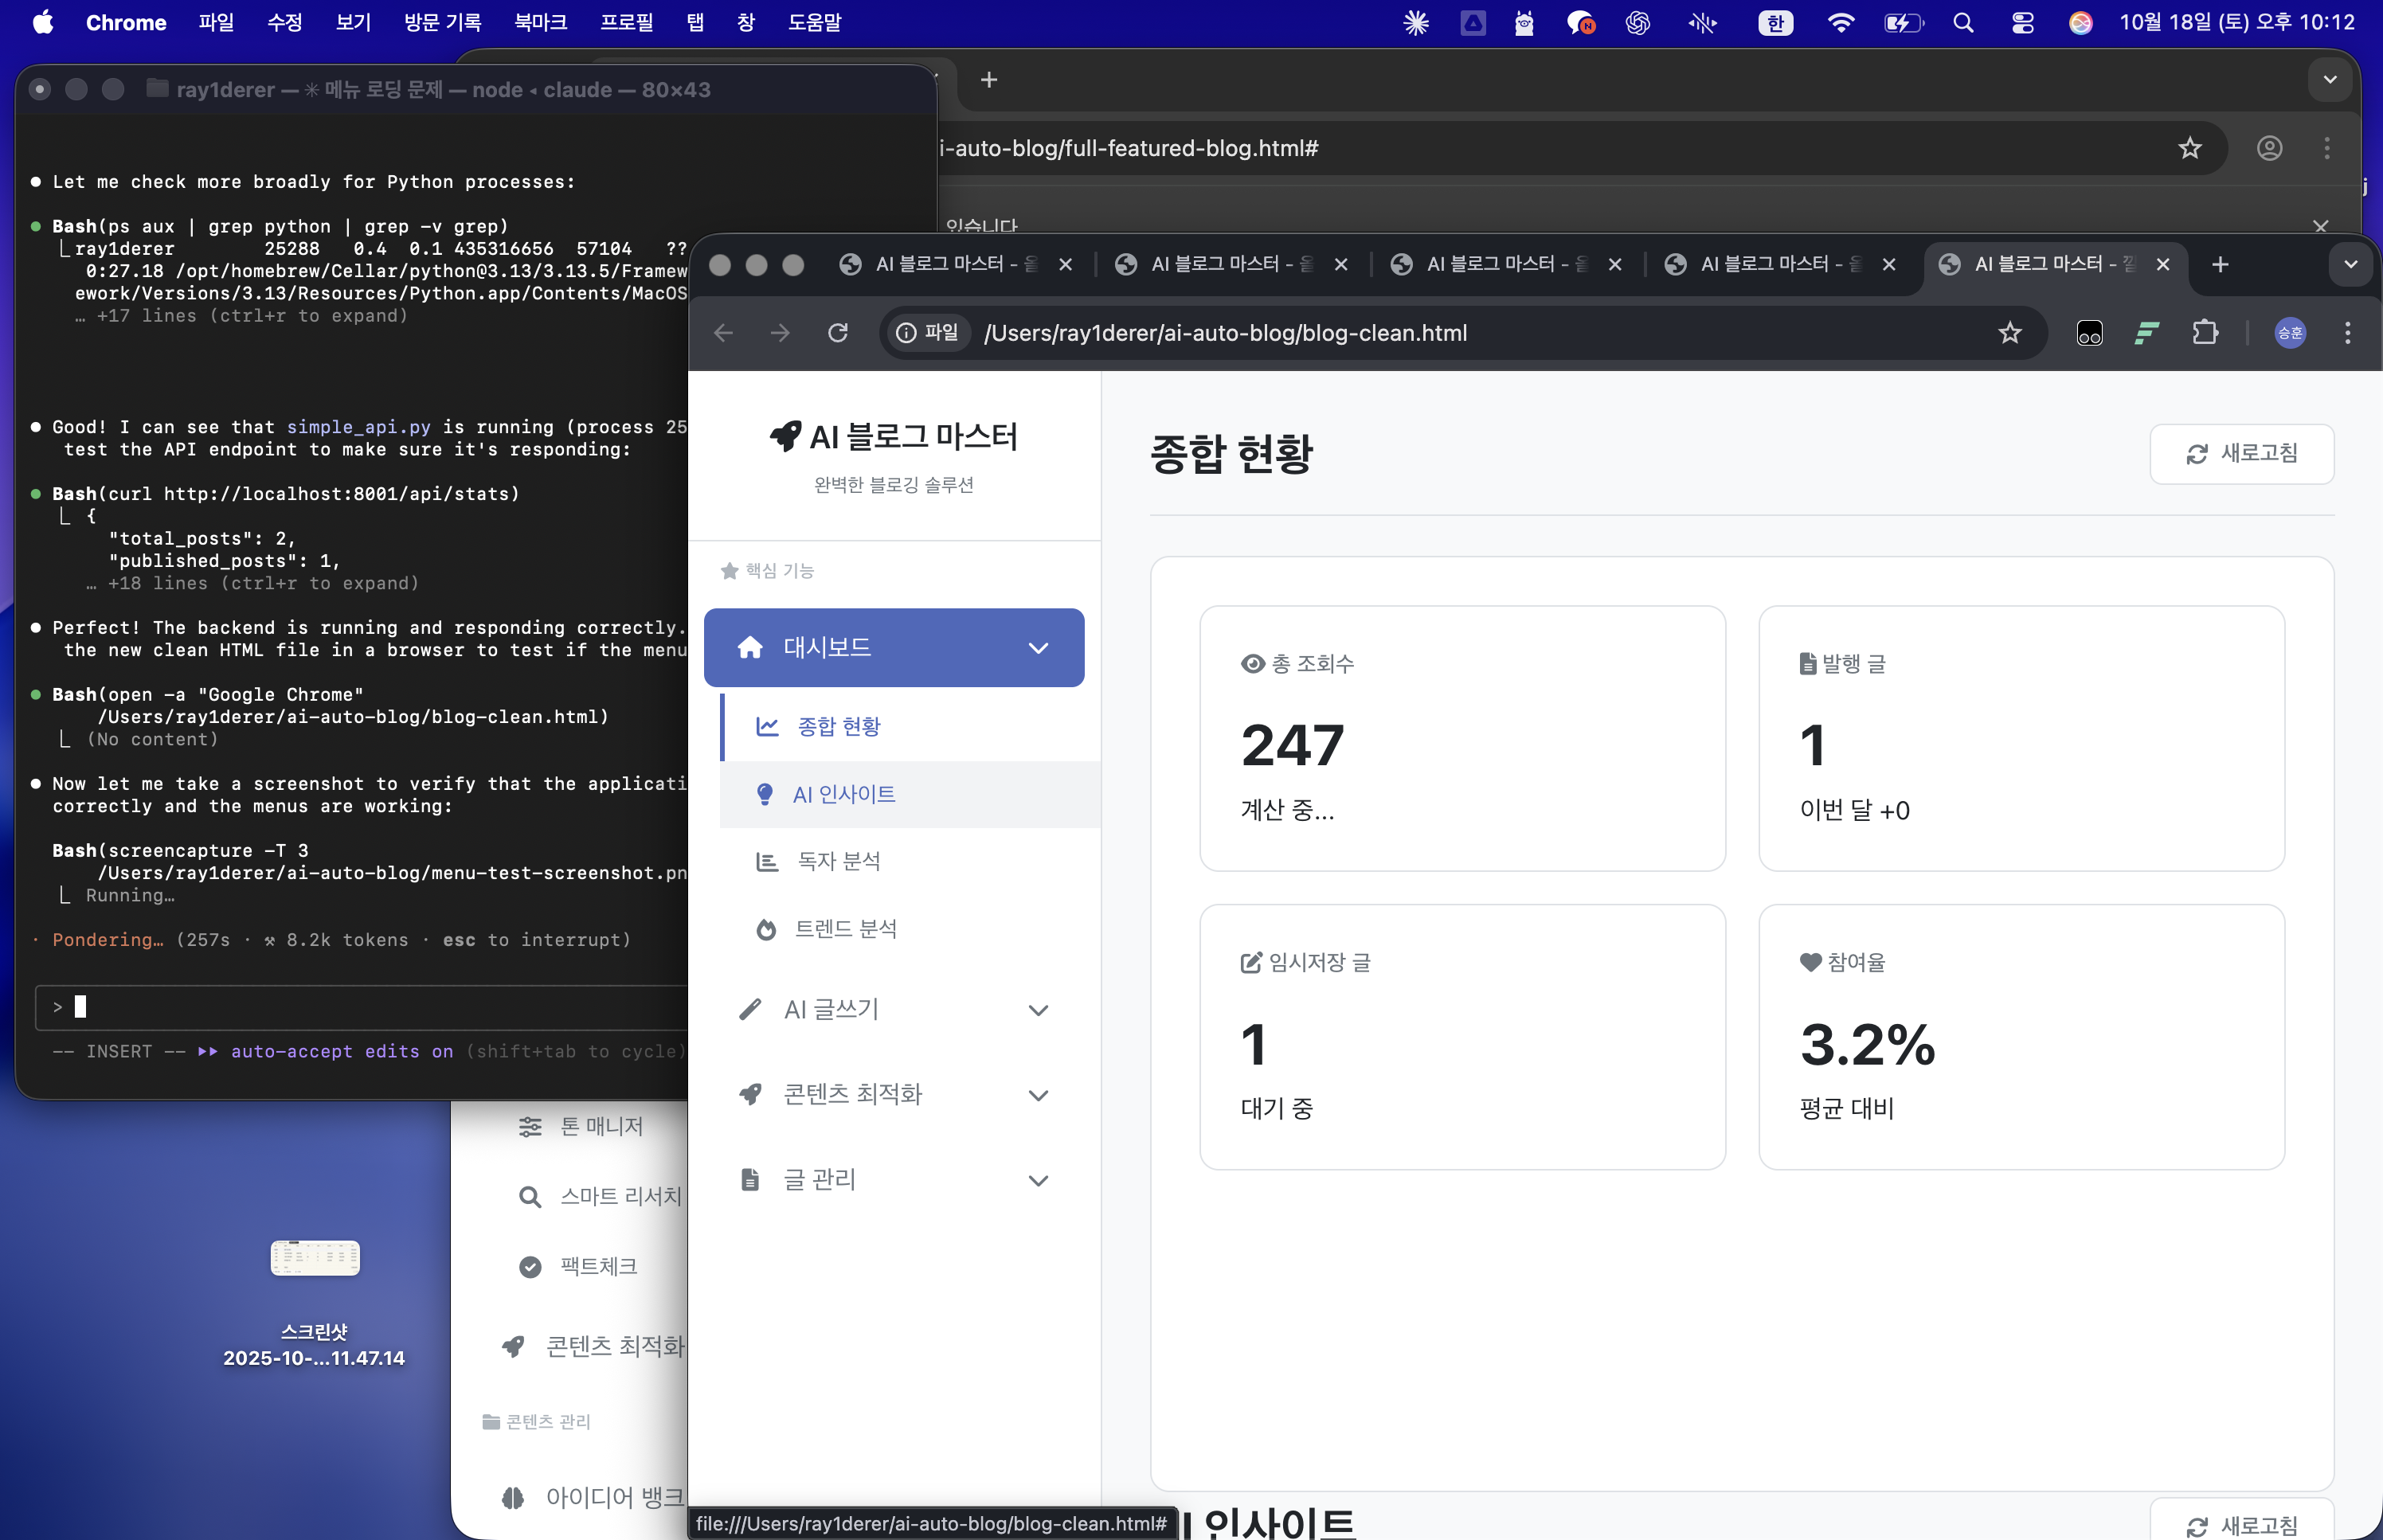 Chrome 파일 수정 보기 방문 기록 북마크 프로필 탭 창 도움말
한
10월 18일 (토) 오후 10:12
ray1derer — ✳ 메뉴 로딩 문제 — node ◂ claude — 80×43
● Let me check more broadly for Python processes:
● Bash(ps aux | grep python | grep -v grep)
⎿ ray1derer 25288 0.4 0.1 435316656 57104 ??
0:27.18 /opt/homebrew/Cellar/python@3.13/3.13.5/Framew
ework/Versions/3.13/Resources/Python.app/Contents/MacOS
… +17 lines (ctrl+r to expand)
● Good! I can see that simple_api.py is running (process 25
test the API endpoint to make sure it's responding:
● Bash(curl http://localhost:8001/api/stats)
⎿ {
"total_posts": 2,
"published_posts": 1,
… +18 lines (ctrl+r to expand)
● Perfect! The backend is running and responding correctly.
the new clean HTML file in a browser to test if the menu
● Bash(open -a "Google Chrome"
/Users/ray1derer/ai-auto-blog/blog-clean.html)
⎿ (No content)
● Now let me take a screenshot to verify that the applicati
correctly and the menus are working:
Bash(screencapture -T 3
/Users/ray1derer/ai-auto-blog/menu-test-screenshot.pn
⎿ Running…
· Pondering… (257s · ⚒ 8.2k tokens · esc to interrupt)
>
-- INSERT -- ▸▸ auto-accept edits on (shift+tab to cycle)
i-auto-blog/full-featured-blog.html#
있습니다
AI 블로그 마스터 -
AI 블로그 마스터 -
AI 블로그 마스터 -
AI 블로그 마스터 -
AI 블로그 마스터 -
파일 /Users/ray1derer/ai-auto-blog/blog-clean.html
승훈
AI 블로그 마스터
완벽한 블로깅 솔루션
핵심 기능
대시보드
종합 현황
AI 인사이트
독자 분석
트렌드 분석
AI 글쓰기
콘텐츠 최적화
글 관리
종합 현황
새로고침
총 조회수
247
계산 중...
발행 글
1
이번 달 +0
임시저장 글
1
대기 중
참여율
3.2%
평균 대비
인사이트
새로고침
file:///Users/ray1derer/ai-auto-blog/blog-clean.html#
톤 매니저
스마트 리서치
팩트체크
콘텐츠 최적화
콘텐츠 관리
아이디어 뱅크
스크린샷
2025-10-...11.47.14